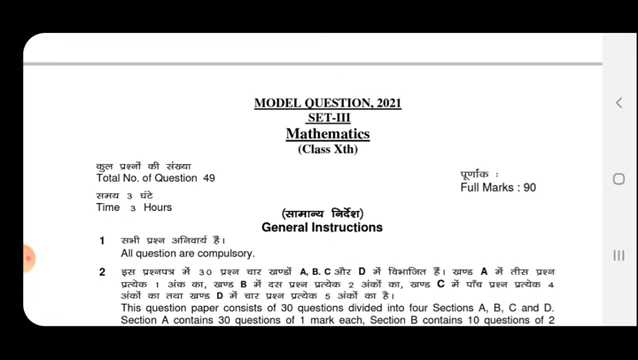 MODEL QUESTION, 2021
SET-III
Mathematics
(Class Xth)
कुल प्रश्नों की संख्या
Total No. of Question 49
पूर्णांक :
Full Marks : 90
समय 3 घंटे
Time 3 Hours
(सामान्य निर्देश)
General Instructions
1 सभी प्रश्न अनिवार्य हैं।
All question are compulsory.
2 इस प्रश्नपत्र में 30 प्रश्न चार खण्डों A, B, C और D में विभाजित हैं। खण्ड A में तीस प्रश्न
प्रत्येक 1 अंक का, खण्ड B में दस प्रश्न प्रत्येक 2 अंकों का, खण्ड C में पाँच प्रश्न प्रत्येक 4
अंकों का तथा खण्ड D में चार प्रश्न प्रत्येक 5 अंकों का है।
This question paper consists of 30 questions divided into four Sections A, B, C and D.
Section A contains 30 questions of 1 mark each, Section B contains 10 questions of 2